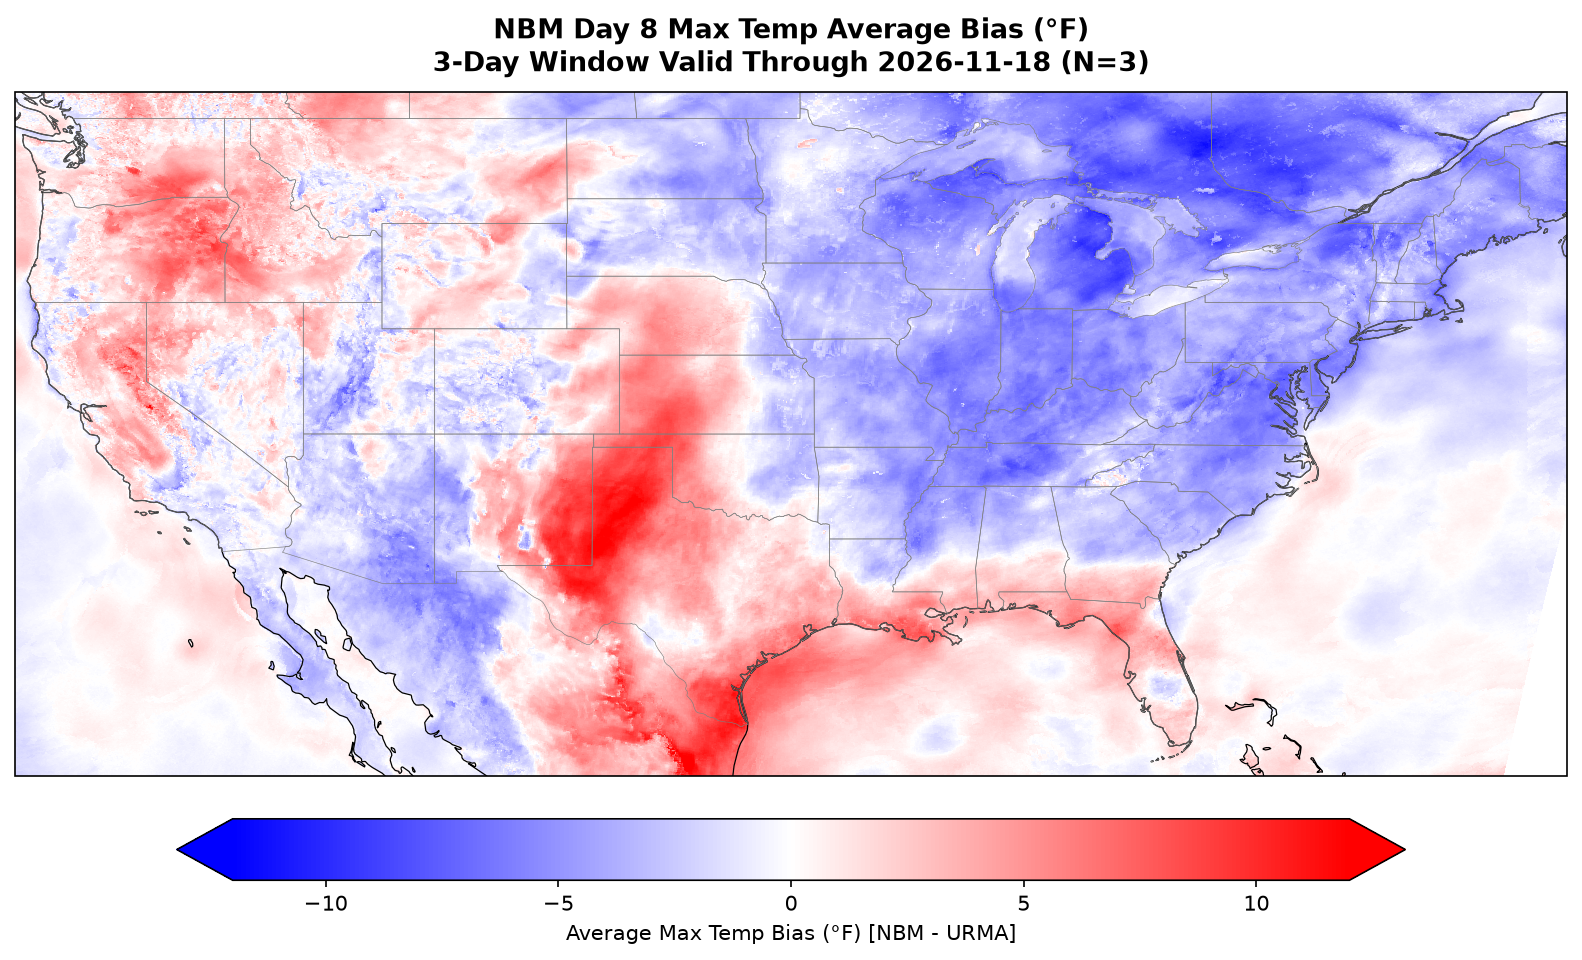 NBM Day 8 Max Temp Average Bias (°F)
3-Day Window Valid Through 2026-11-18 (N=3)
−10 −5 0 5 10
Average Max Temp Bias (°F) [NBM - URMA]